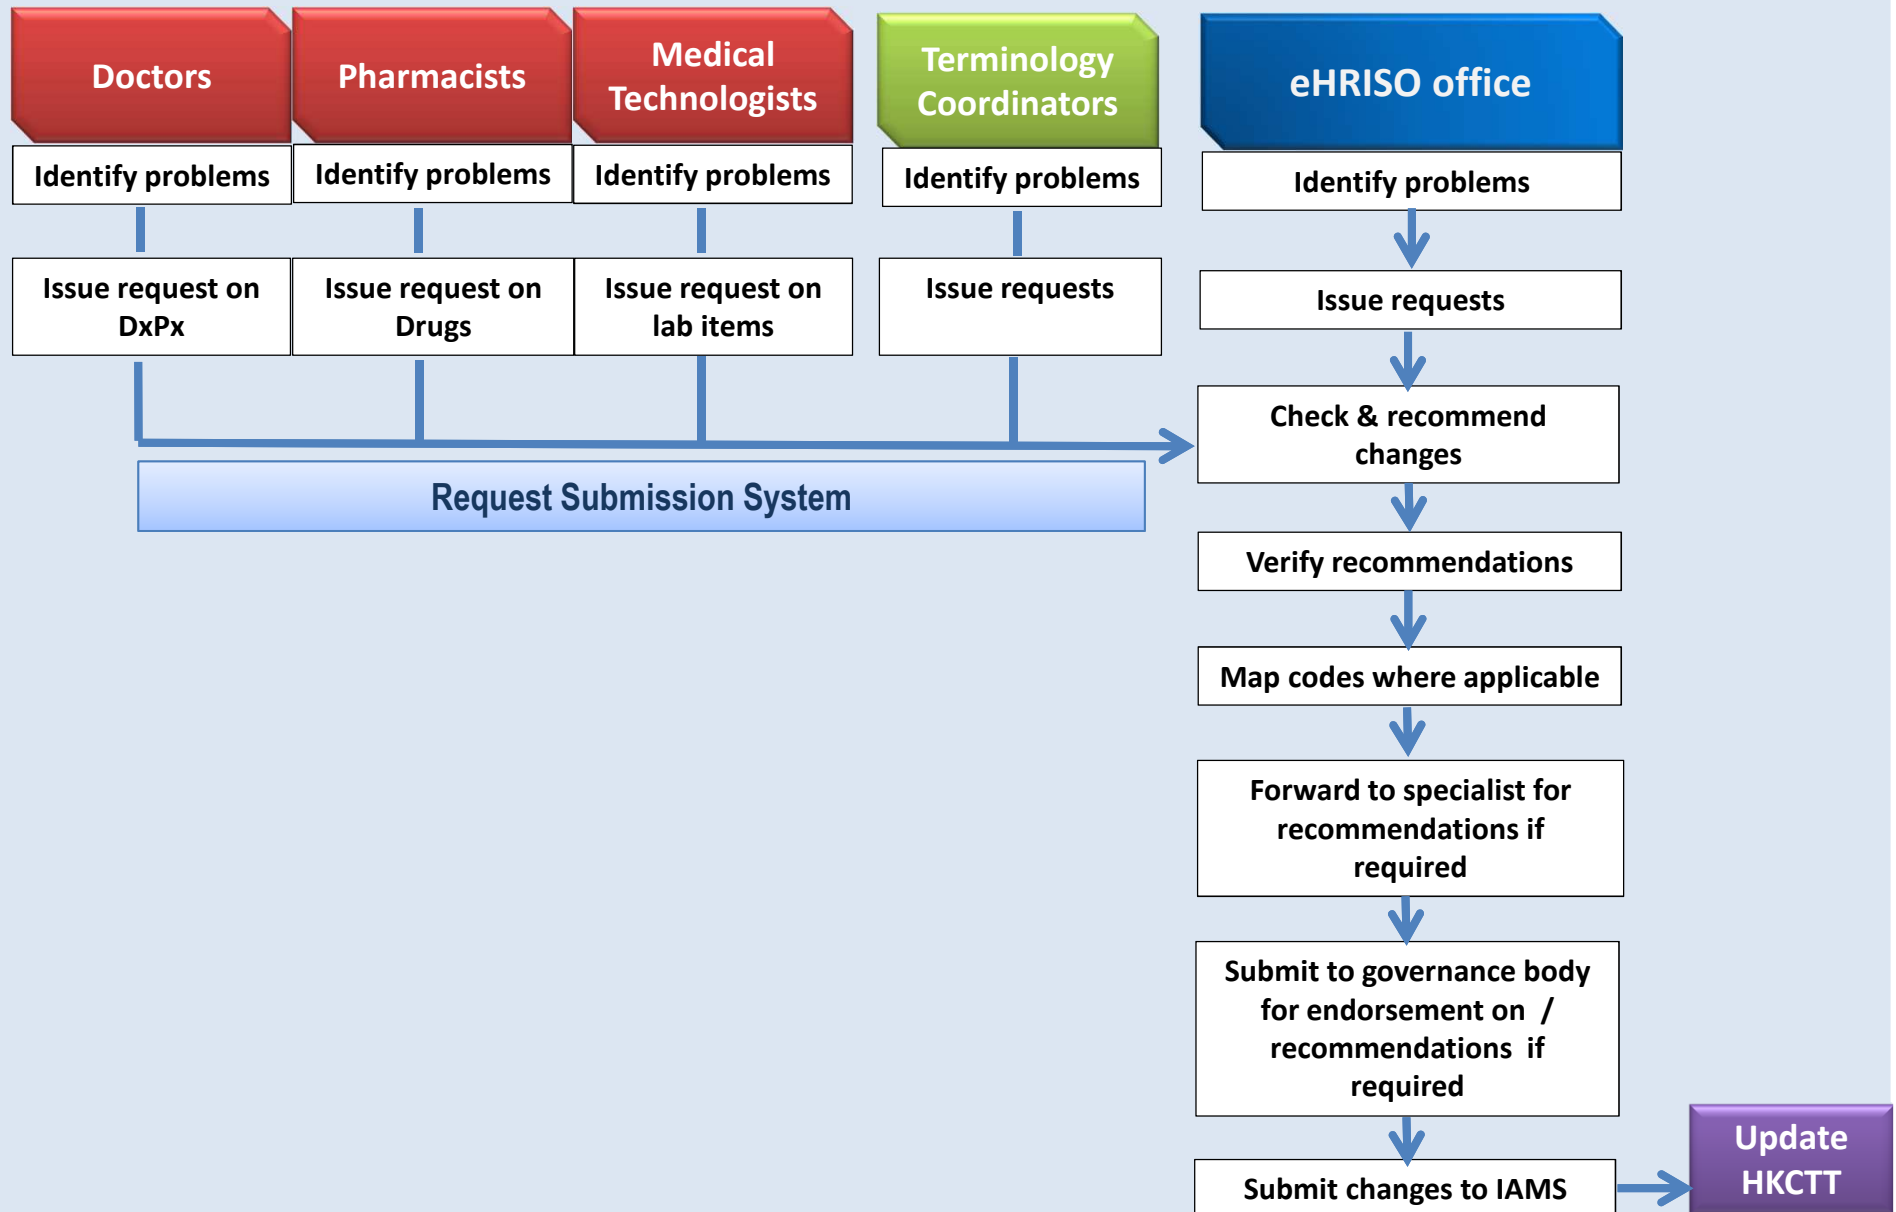 Doctors
Pharmacists
Medical
Technologists
Terminology
Coordinators
eHRISO office
Identify problems
Identify problems
Identify problems
Identify problems
Identify problems
Issue request on
DxPx
Issue request on
Drugs
Issue request on
lab items
Issue requests
Issue requests
Check & recommend
changes
Request Submission System
Verify recommendations
Map codes where applicable
Forward to specialist for
recommendations if
required
Submit to governance body
for endorsement on /
recommendations if
required
Submit changes to IAMS
Update
HKCTT